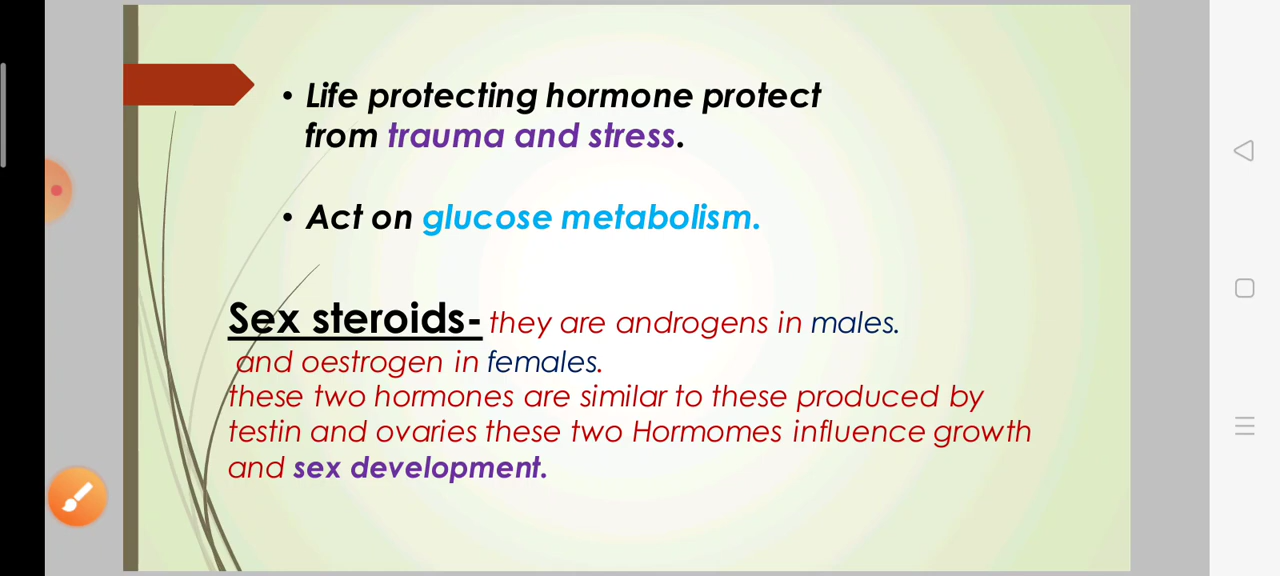 • Life protecting hormone protect
from trauma and stress.
• Act on glucose metabolism.
Sex steroids- they are androgens in males.
and oestrogen in females.
these two hormones are similar to these produced by
testin and ovaries these two Hormomes influence growth
and sex development.